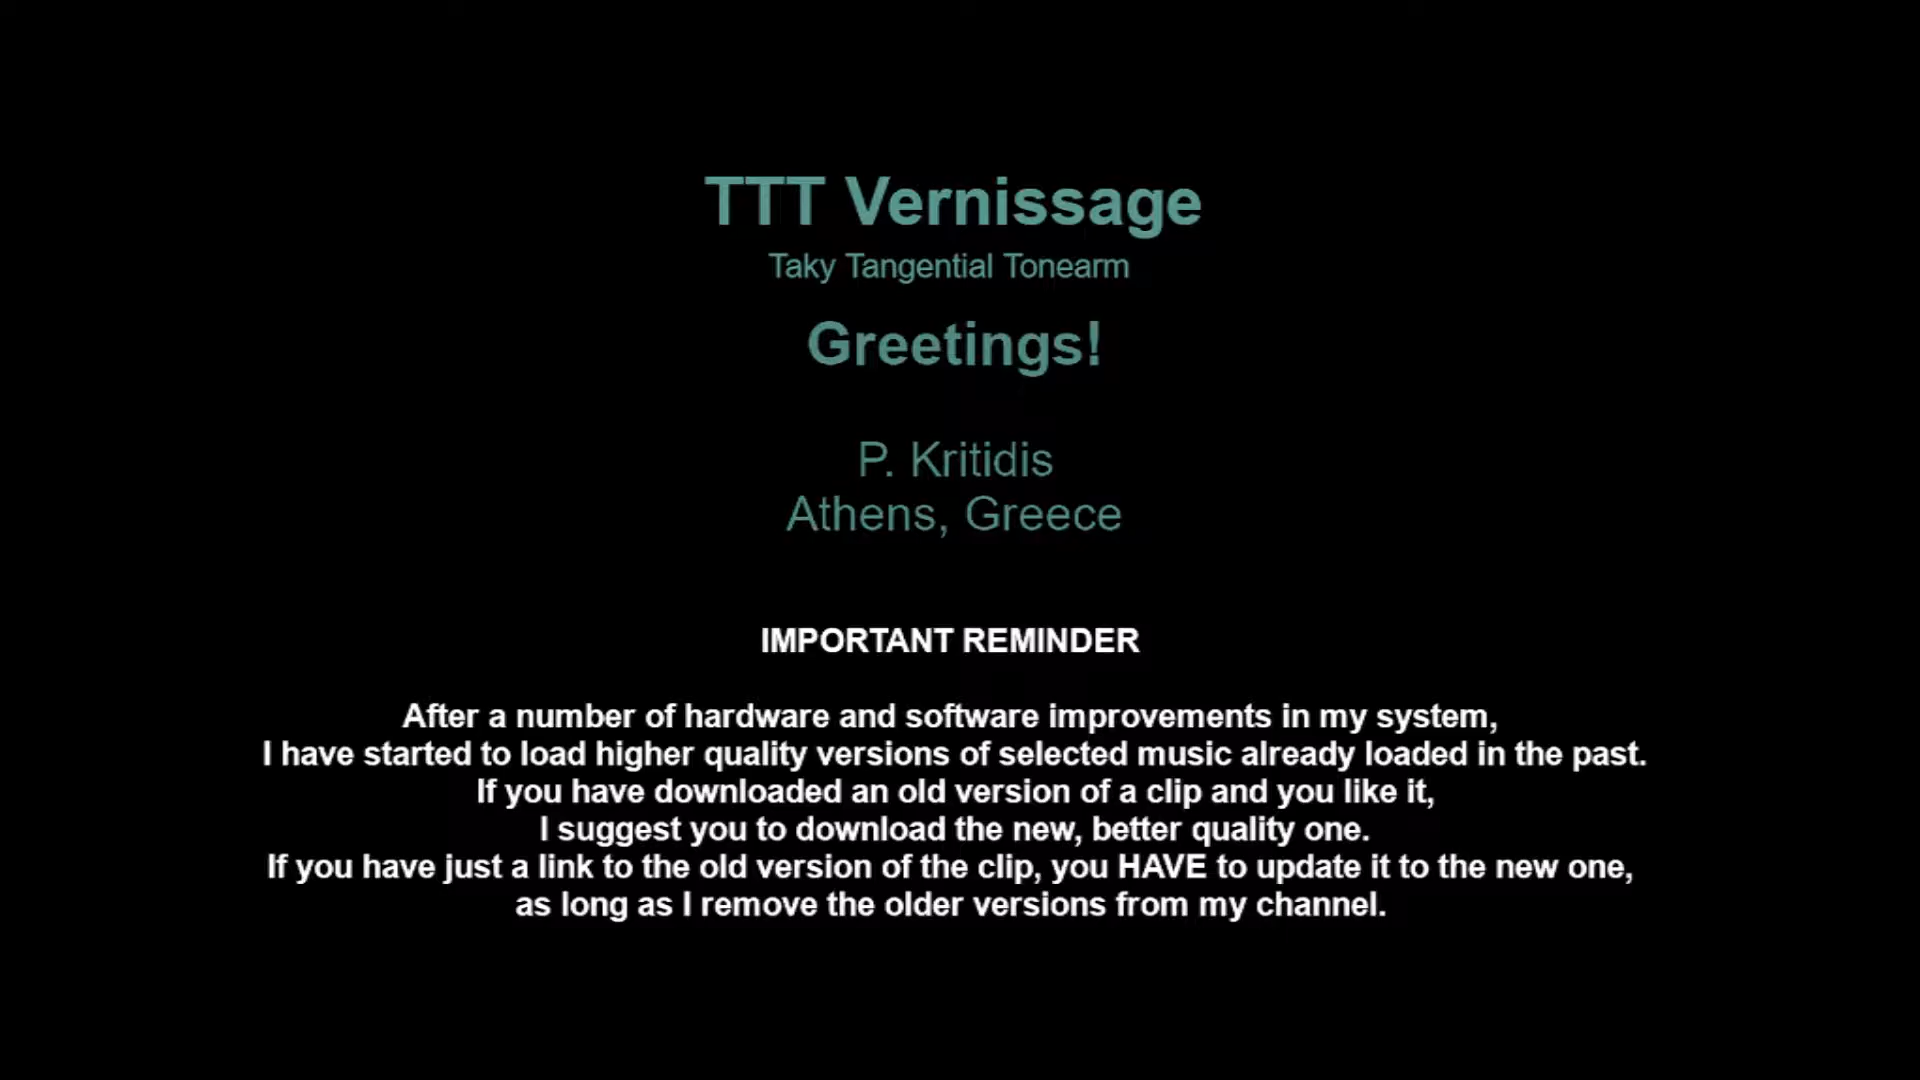 TTT Vernissage
Taky Tangential Tonearm
Greetings!
P. Kritidis
Athens, Greece
IMPORTANT REMINDER
After a number of hardware and software improvements in my system,
I have started to load higher quality versions of selected music already loaded in the past.
If you have downloaded an old version of a clip and you like it,
I suggest you to download the new, better quality one.
If you have just a link to the old version of the clip, you HAVE to update it to the new one,
as long as I remove the older versions from my channel.